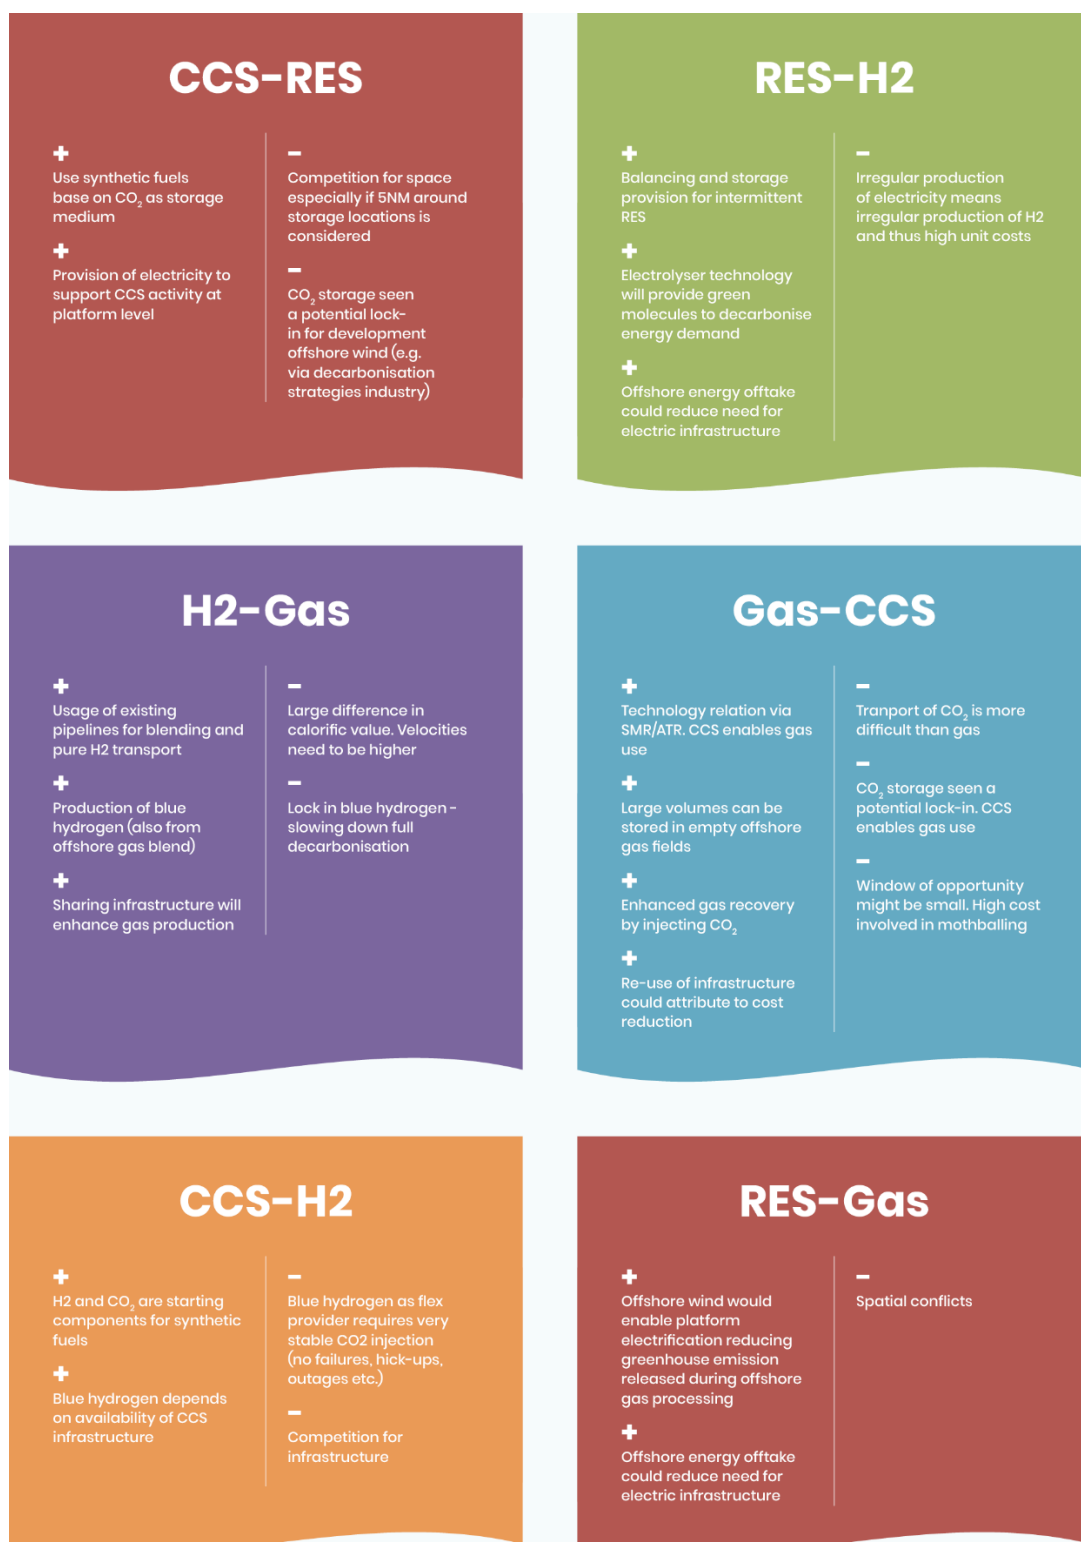 CCS-RES
+
Use synthetic fuels
base on CO₂ as storage
medium
+
Provision of electricity to
support CCS activity at
platform level
–
Competition for space
especially if 5NM around
storage locations is
considered
–
CO₂ storage seen
a potential lock-
in for development
offshore wind (e.g.
via decarbonisation
strategies industry)
RES-H2
+
Balancing and storage
provision for intermittent
RES
+
Electrolyser technology
will provide green
molecules to decarbonise
energy demand
+
Offshore energy offtake
could reduce need for
electric infrastructure
–
Irregular production
of electricity means
irregular production of H2
and thus high unit costs
H2-Gas
+
Usage of existing
pipelines for blending and
pure H2 transport
+
Production of blue
hydrogen (also from
offshore gas blend)
+
Sharing infrastructure will
enhance gas production
–
Large difference in
calorific value. Velocities
need to be higher
–
Lock in blue hydrogen -
slowing down full
decarbonisation
Gas-CCS
+
Technology relation via
SMR/ATR. CCS enables gas
use
+
Large volumes can be
stored in empty offshore
gas fields
+
Enhanced gas recovery
by injecting CO₂
+
Re-use of infrastructure
could attribute to cost
reduction
–
Tranport of CO₂ is more
difficult than gas
–
CO₂ storage seen a
potential lock-in. CCS
enables gas use
–
Window of opportunity
might be small. High cost
involved in mothballing
CCS-H2
+
H2 and CO₂ are starting
components for synthetic
fuels
+
Blue hydrogen depends
on availability of CCS
infrastructure
–
Blue hydrogen as flex
provider requires very
stable CO2 injection
(no failures, hick-ups,
outages etc.)
–
Competition for
infrastructure
RES-Gas
+
Offshore wind would
enable platform
electrification reducing
greenhouse emission
released during offshore
gas processing
+
Offshore energy offtake
could reduce need for
electric infrastructure
–
Spatial conflicts